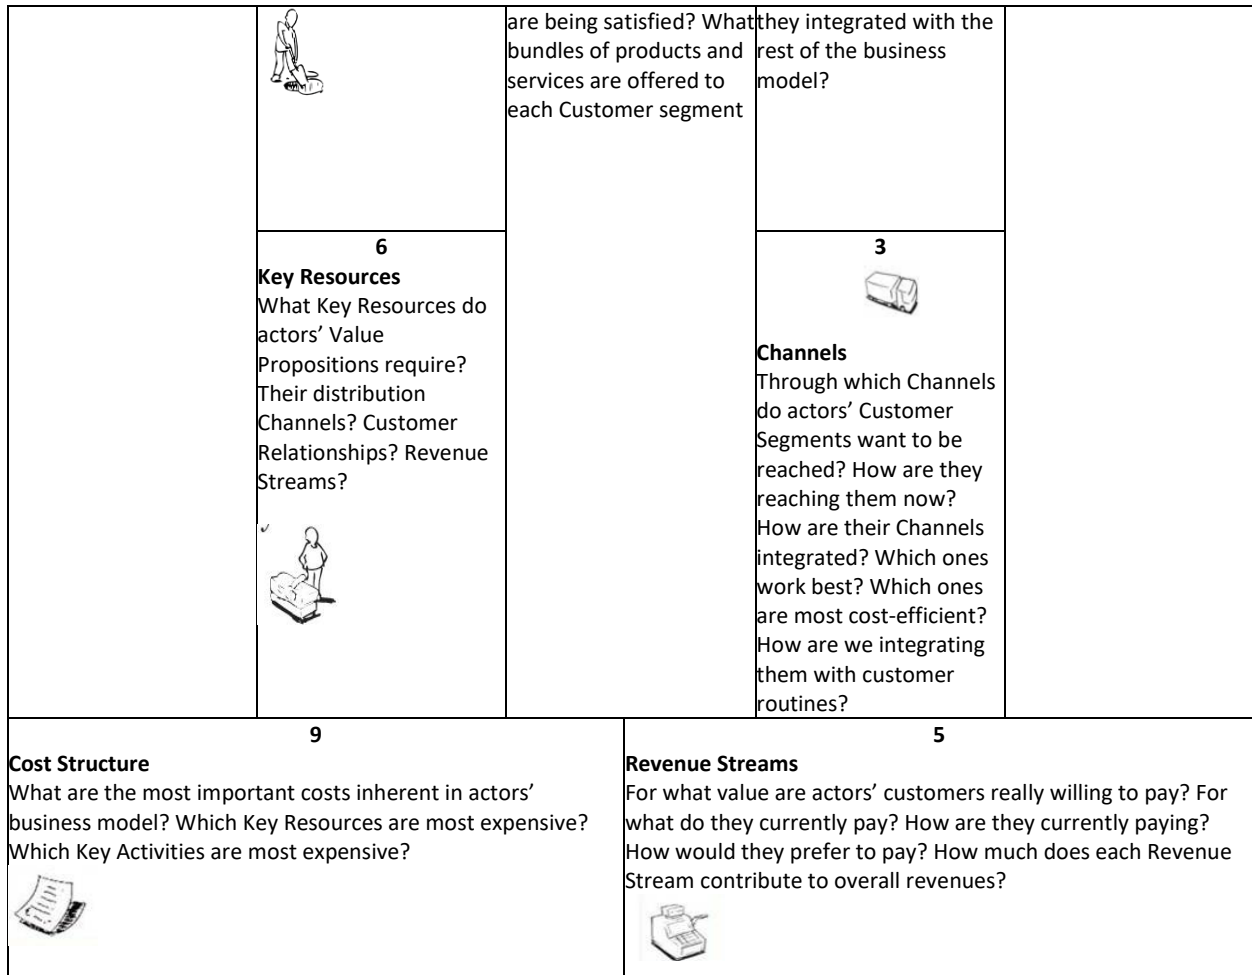 are being satisfied? What
bundles of products and
services are offered to
each Customer segment
they integrated with the
rest of the business
model?
6
Key Resources
What Key Resources do
actors’ Value
Propositions require?
Their distribution
Channels? Customer
Relationships? Revenue
Streams?
3
Channels
Through which Channels
do actors’ Customer
Segments want to be
reached? How are they
reaching them now?
How are their Channels
integrated? Which ones
work best? Which ones
are most cost-efficient?
How are we integrating
them with customer
routines?
9
Cost Structure
What are the most important costs inherent in actors’
business model? Which Key Resources are most expensive?
Which Key Activities are most expensive?
5
Revenue Streams
For what value are actors’ customers really willing to pay? For
what do they currently pay? How are they currently paying?
How would they prefer to pay? How much does each Revenue
Stream contribute to overall revenues?